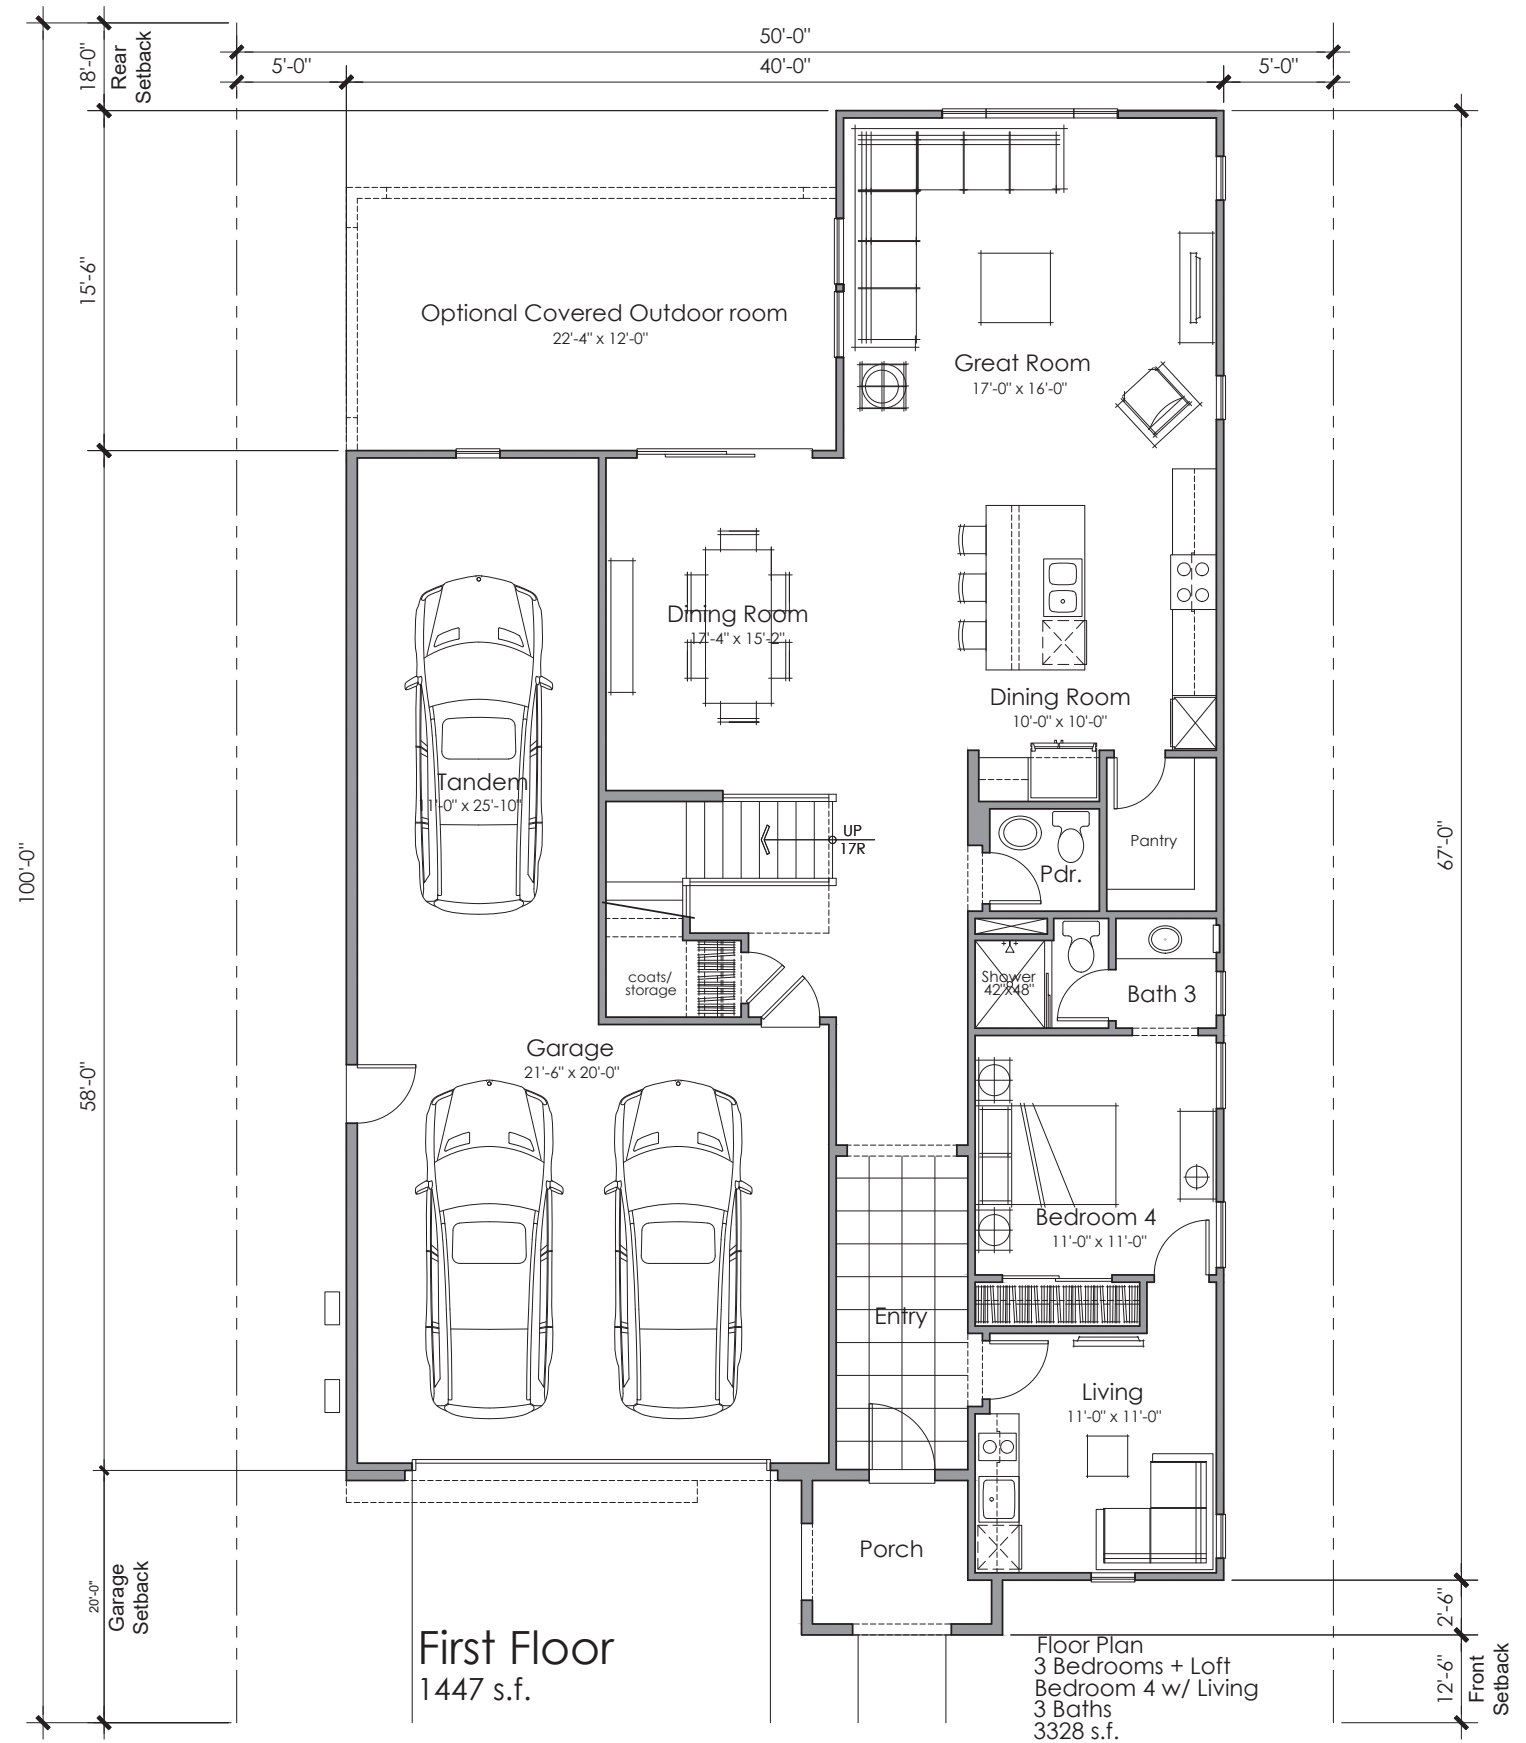 50'-0"
5'-0"
40'-0"
5'-0"
18'-0"
Rear
Setback
15'-6"
Optional Covered Outdoor room
22'-4" x 12'-0"
Great Room
17'-0" x 16'-0"
Dining Room
17'-4" x 15'-2"
Dining Room
10'-0" x 10'-0"
Tandem
11'-0" x 25'-10"
UP
17R
Pantry
Pdr.
100'-0"
67'-0"
coats/
storage
Shower
42"x48"
Bath 3
Garage
21'-6" x 20'-0"
58'-0"
Bedroom 4
11'-0" x 11'-0"
Entry
Living
11'-0" x 11'-0"
Porch
20'-0"
Garage
Setback
2'-6"
12'-6"
Front
Setback
First Floor
1447 s.f.
Floor Plan
3 Bedrooms + Loft
Bedroom 4 w/ Living
3 Baths
3328 s.f.